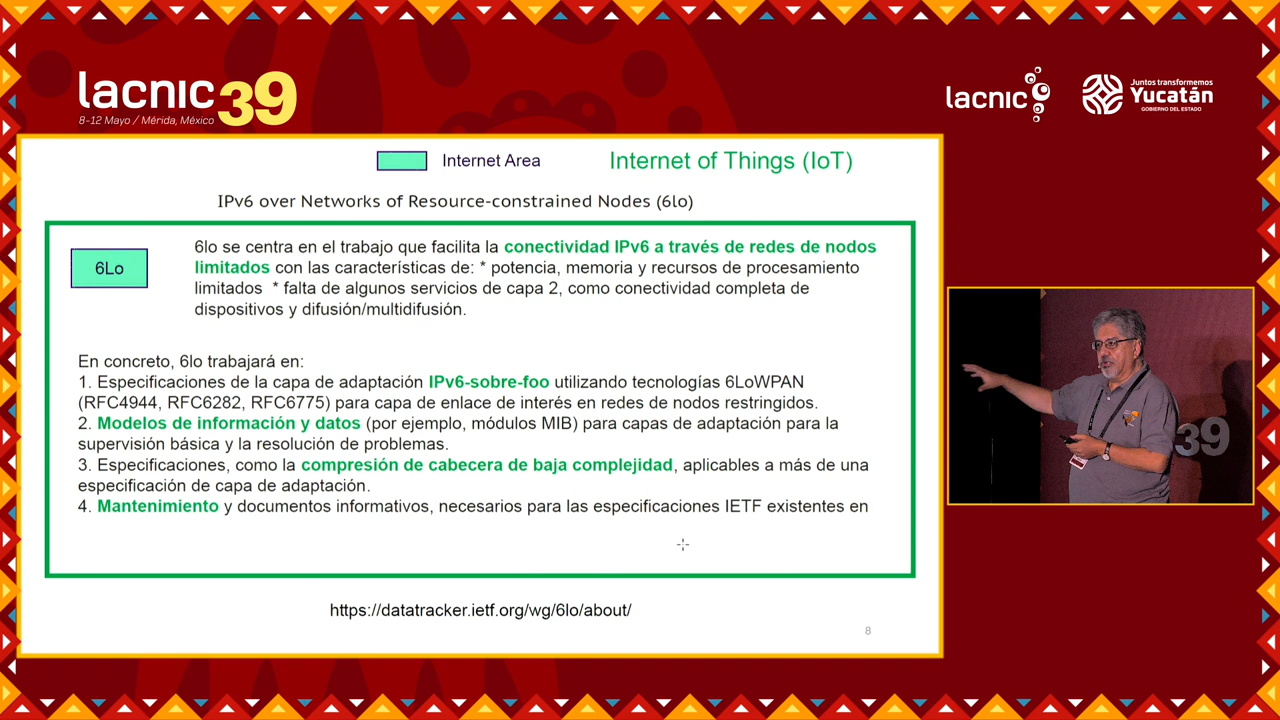 lacnic 39
8-12 Mayo / Mérida, México
lacnic
Juntos transformemos
Yucatán
GOBIERNO DEL ESTADO
Internet Area
Internet of Things (IoT)
IPv6 over Networks of Resource-constrained Nodes (6lo)
6Lo
6lo se centra en el trabajo que facilita la conectividad IPv6 a través de redes de nodos
limitados con las características de: * potencia, memoria y recursos de procesamiento
limitados * falta de algunos servicios de capa 2, como conectividad completa de
dispositivos y difusión/multidifusión.
En concreto, 6lo trabajará en:
1. Especificaciones de la capa de adaptación IPv6-sobre-foo utilizando tecnologías 6LoWPAN
(RFC4944, RFC6282, RFC6775) para capa de enlace de interés en redes de nodos restringidos.
2. Modelos de información y datos (por ejemplo, módulos MIB) para capas de adaptación para la
supervisión básica y la resolución de problemas.
3. Especificaciones, como la compresión de cabecera de baja complejidad, aplicables a más de una
especificación de capa de adaptación.
4. Mantenimiento y documentos informativos, necesarios para las especificaciones IETF existentes en
https://datatracker.ietf.org/wg/6lo/about/
8
39